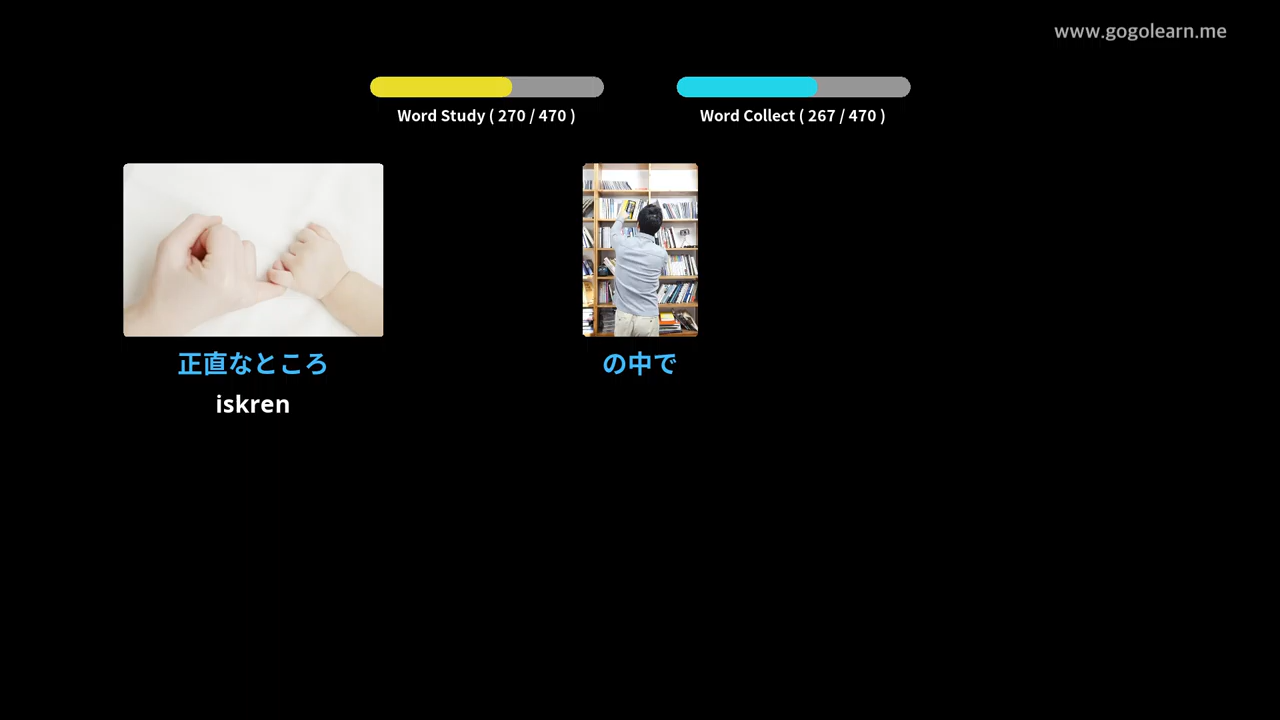 www.gogolearn.me
Word Study ( 270 / 470 )
Word Collect ( 267 / 470 )
正直なところ
の中で
iskren